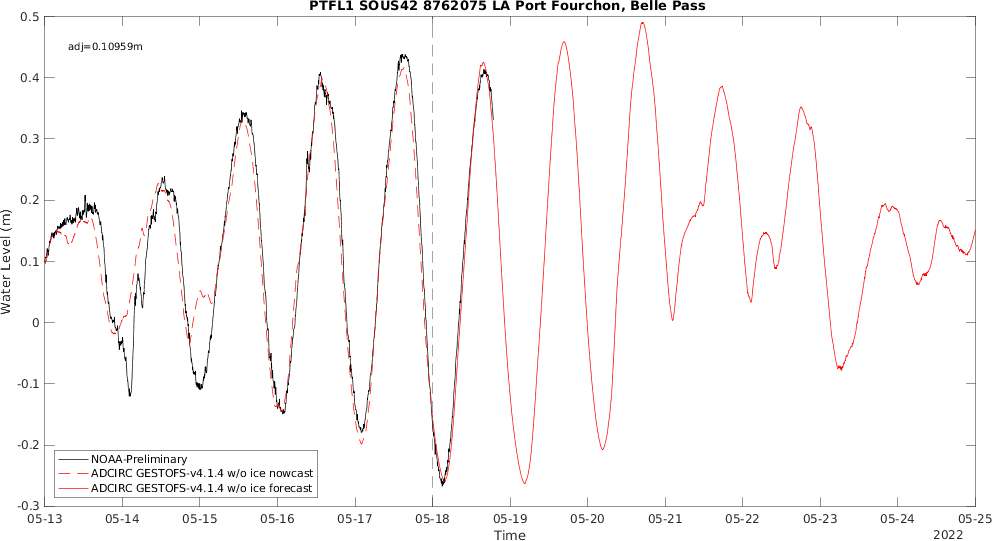 PTFL1 SOUS42 8762075 LA Port Fourchon, Belle Pass
adj=0.10959m
0.5
0.4
0.3
0.2
0.1
0
-0.1
-0.2
-0.3
Water Level (m)
NOAA-Preliminary
ADCIRC GESTOFS-v4.1.4 w/o ice nowcast
ADCIRC GESTOFS-v4.1.4 w/o ice forecast
05-13 05-14 05-15 05-16 05-17 05-18 05-19 05-20 05-21 05-22 05-23 05-24 05-25
Time
2022